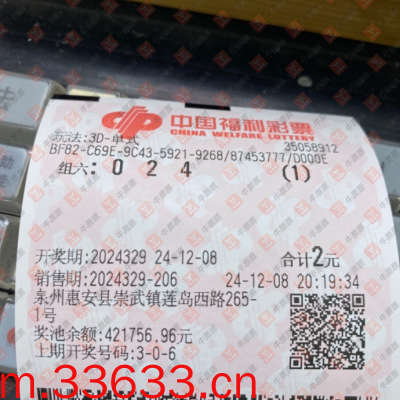 中国福利彩票
CHINA WELFARE LOTTERY
玩法:3D-单式
35058912
BF82-C69E-9C43-5921-9268/87453777/D000E
组六: 0 2 4 (1)
开奖期:2024329 24-12-08 合计2元
销售期:2024329-206 24-12-08 20:19:34
泉州惠安县崇武镇莲岛西路265-
1号
奖池余额:421756.96元
上期开奖号码:3-0-6
m.33633.cn